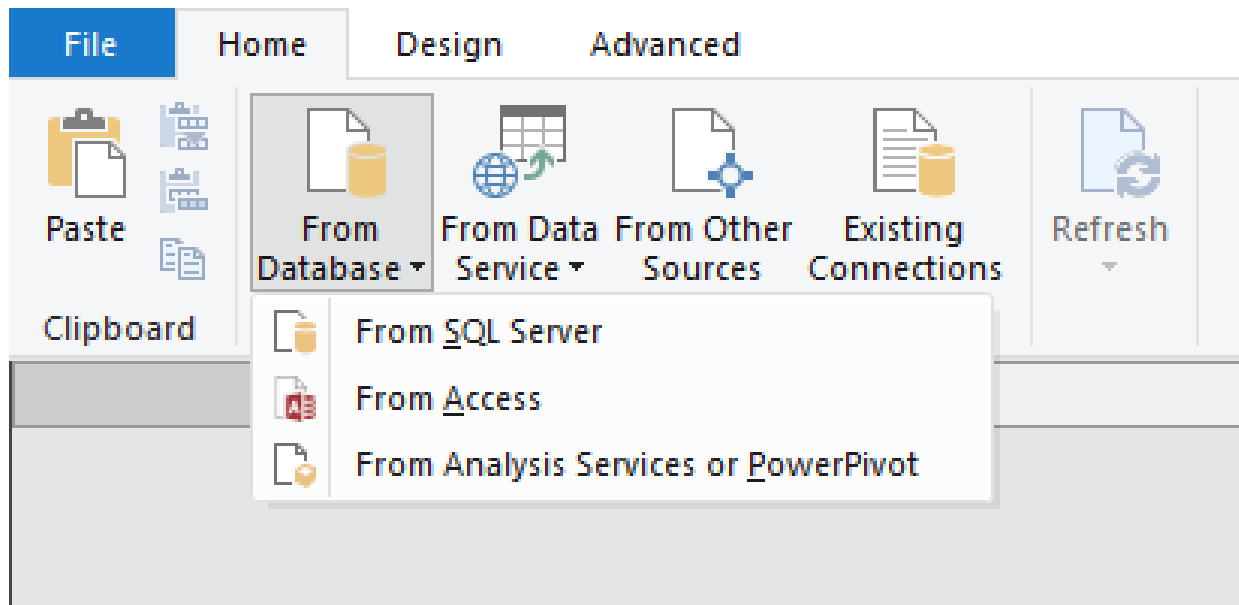 File Home Design Advanced
Paste
From Database
From Data Service
From Other Sources
Existing Connections
Refresh
Clipboard
From SQL Server
From Access
From Analysis Services or PowerPivot